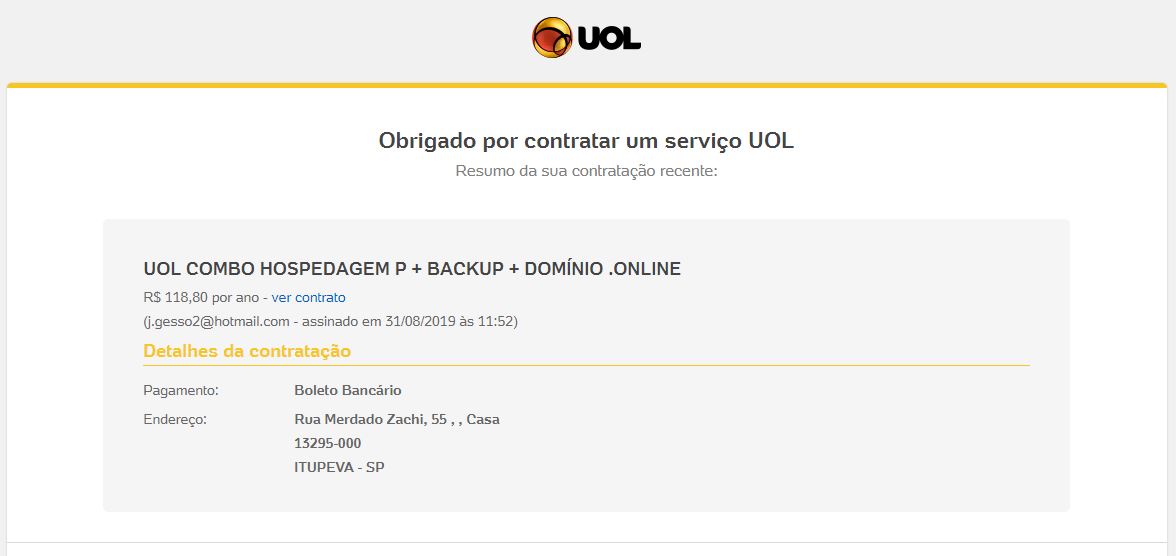 UOL
Obrigado por contratar um serviço UOL
Resumo da sua contratação recente:
UOL COMBO HOSPEDAGEM P + BACKUP + DOMÍNIO .ONLINE
R$ 118,80 por ano - ver contrato
(j.gesso2@hotmail.com - assinado em 31/08/2019 às 11:52)
Detalhes da contratação
Pagamento: Boleto Bancário
Endereço: Rua Merdado Zachi, 55 , , Casa
13295-000
ITUPEVA - SP